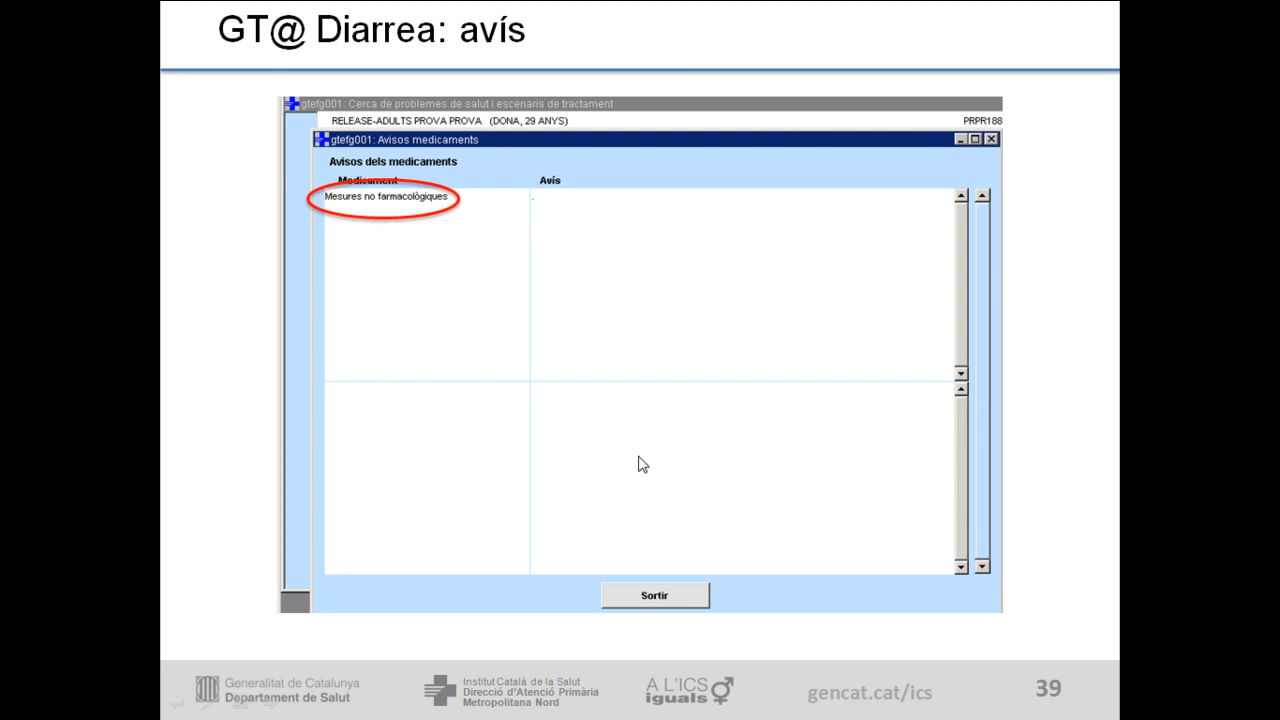 GT@ Diarrea: avís
gtefg001: Cerca de problemes de salut i escenaris de tractament
RELEASE-ADULTS PROVA PROVA (DONA, 29 ANYS) PRPR188
gtefg001: Avisos medicaments
Avisos dels medicaments
Medicament Avís
Mesures no farmacològiques .
Sortir
Generalitat de Catalunya
Departament de Salut
Institut Català de la Salut
Direcció d'Atenció Primària
Metropolitana Nord
A L'ICS
iguals
gencat.cat/ics
39